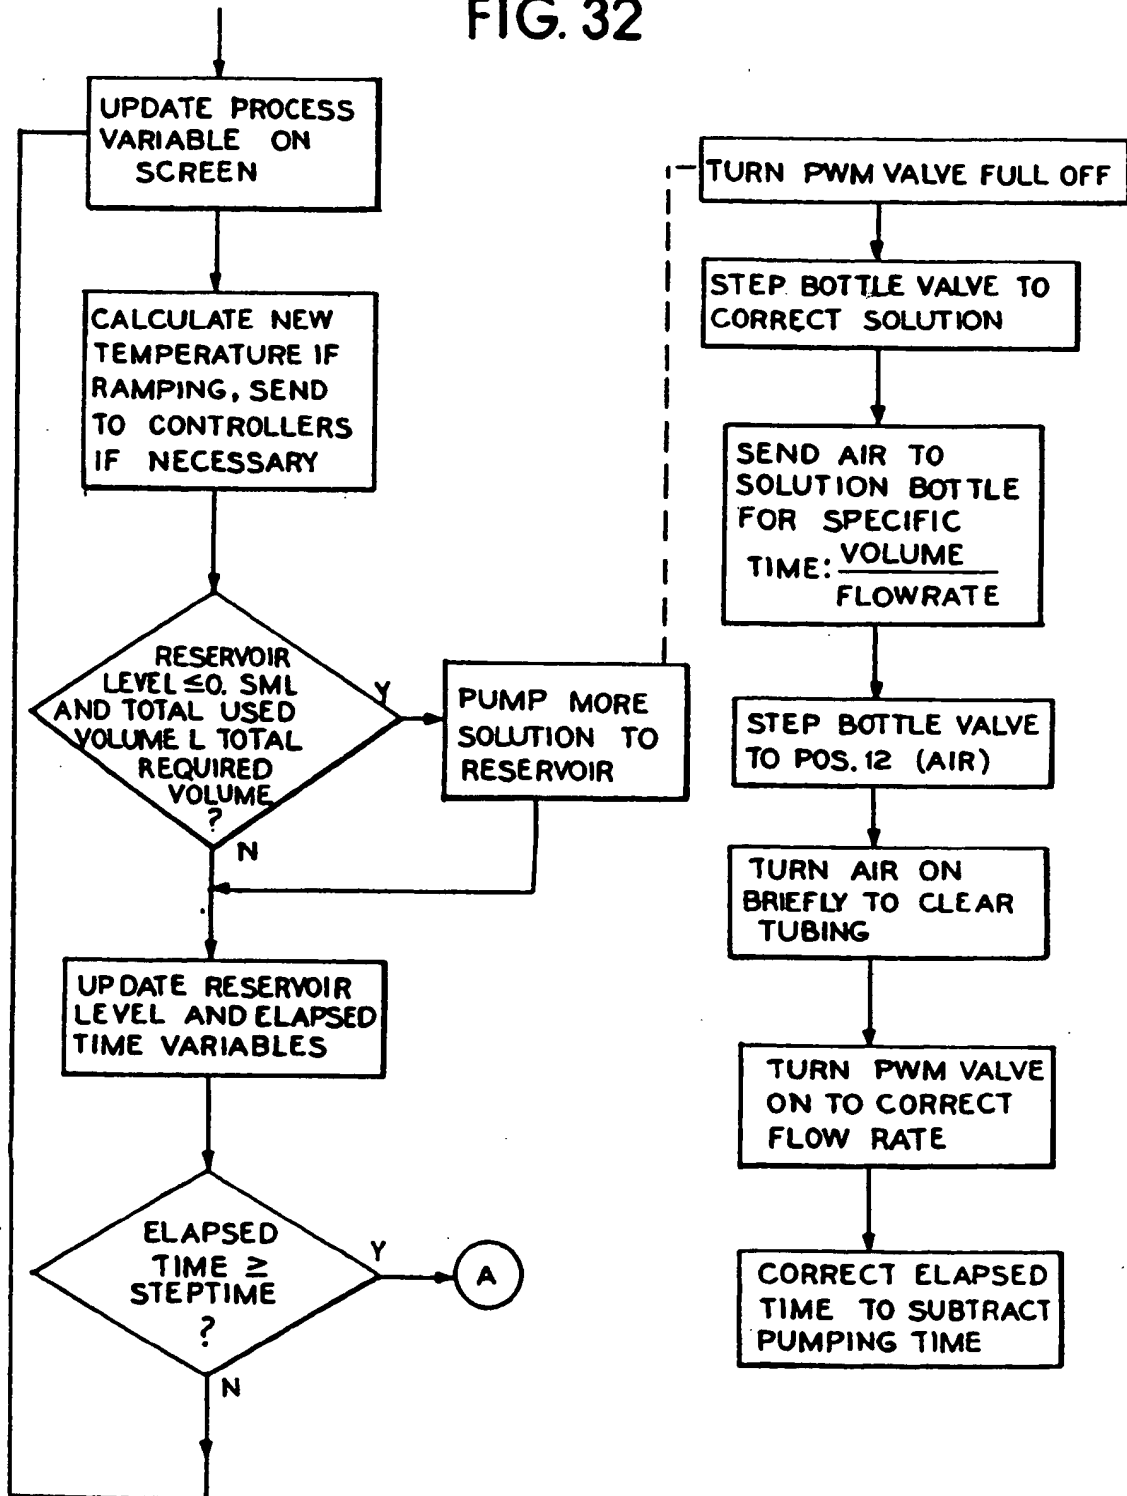 FIG. 32
UPDATE PROCESS
VARIABLE ON
SCREEN
CALCULATE NEW
TEMPERATURE IF
RAMPING, SEND
TO CONTROLLERS
IF NECESSARY
RESERVOIR
LEVEL ≤0. SML
AND TOTAL USED
VOLUME L TOTAL
REQUIRED
VOLUME
?
Y
N
PUMP MORE
SOLUTION TO
RESERVOIR
UPDATE RESERVOIR
LEVEL AND ELAPSED
TIME VARIABLES
ELAPSED
TIME ≥
STEPTIME
?
Y
A
N
TURN PWM VALVE FULL OFF
STEP BOTTLE VALVE TO
CORRECT SOLUTION
SEND AIR TO
SOLUTION BOTTLE
FOR SPECIFIC
TIME: VOLUME
FLOWRATE
STEP BOTTLE VALVE
TO POS. 12 (AIR)
TURN AIR ON
BRIEFLY TO CLEAR
TUBING
TURN PWM VALVE
ON TO CORRECT
FLOW RATE
CORRECT ELAPSED
TIME TO SUBTRACT
PUMPING TIME